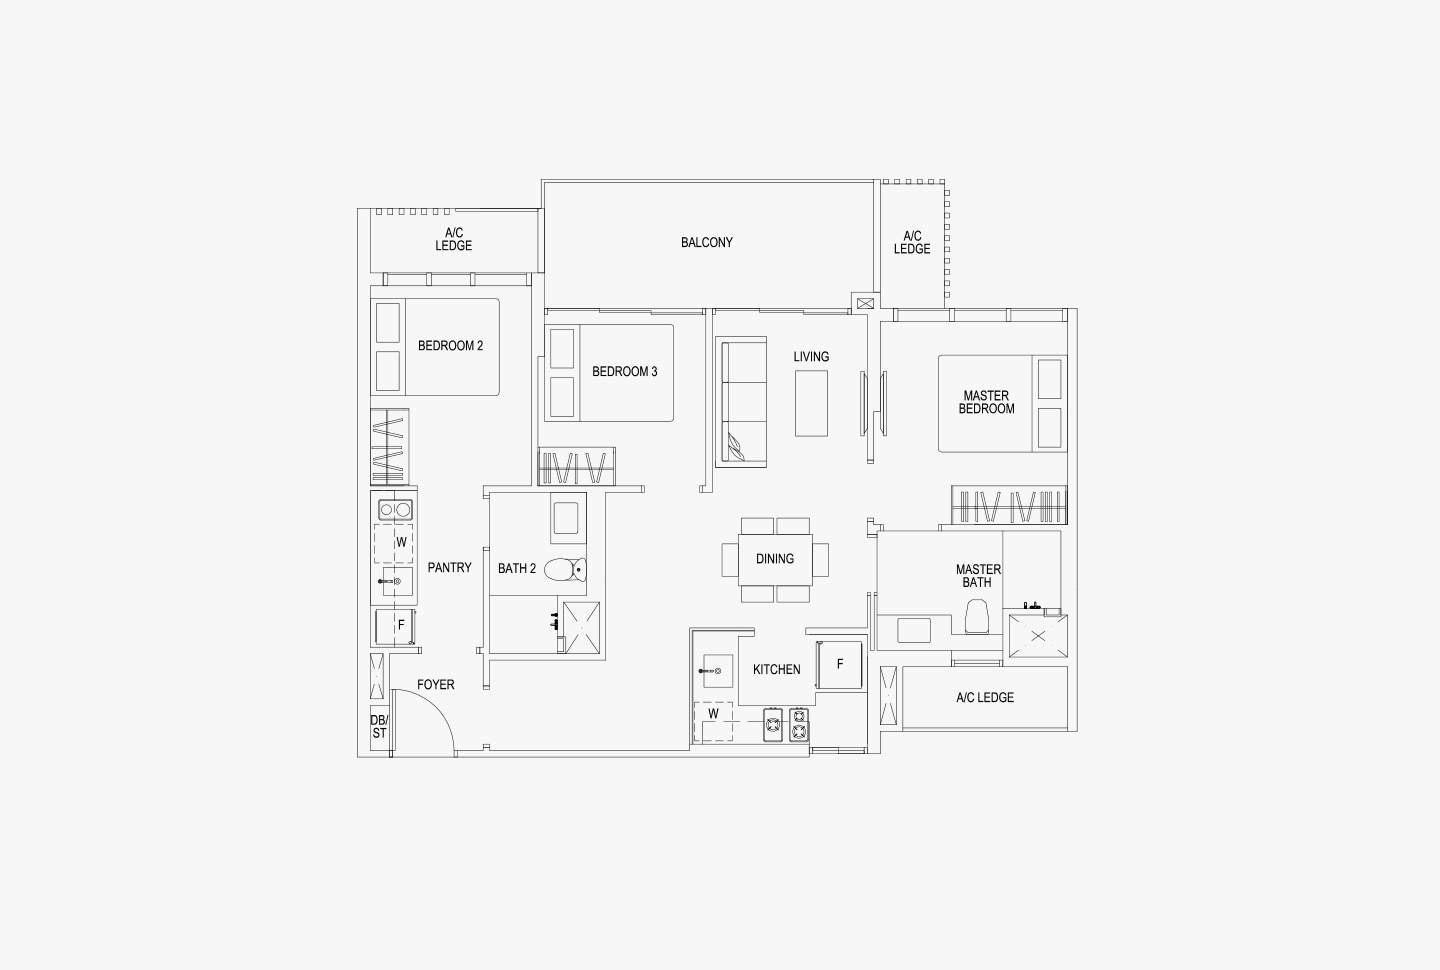 A/C
LEDGE
BALCONY
A/C
LEDGE
BEDROOM 2
BEDROOM 3
LIVING
MASTER
BEDROOM
W
PANTRY
BATH 2
DINING
MASTER
BATH
F
FOYER
KITCHEN
F
DB/
ST
W
A/C LEDGE